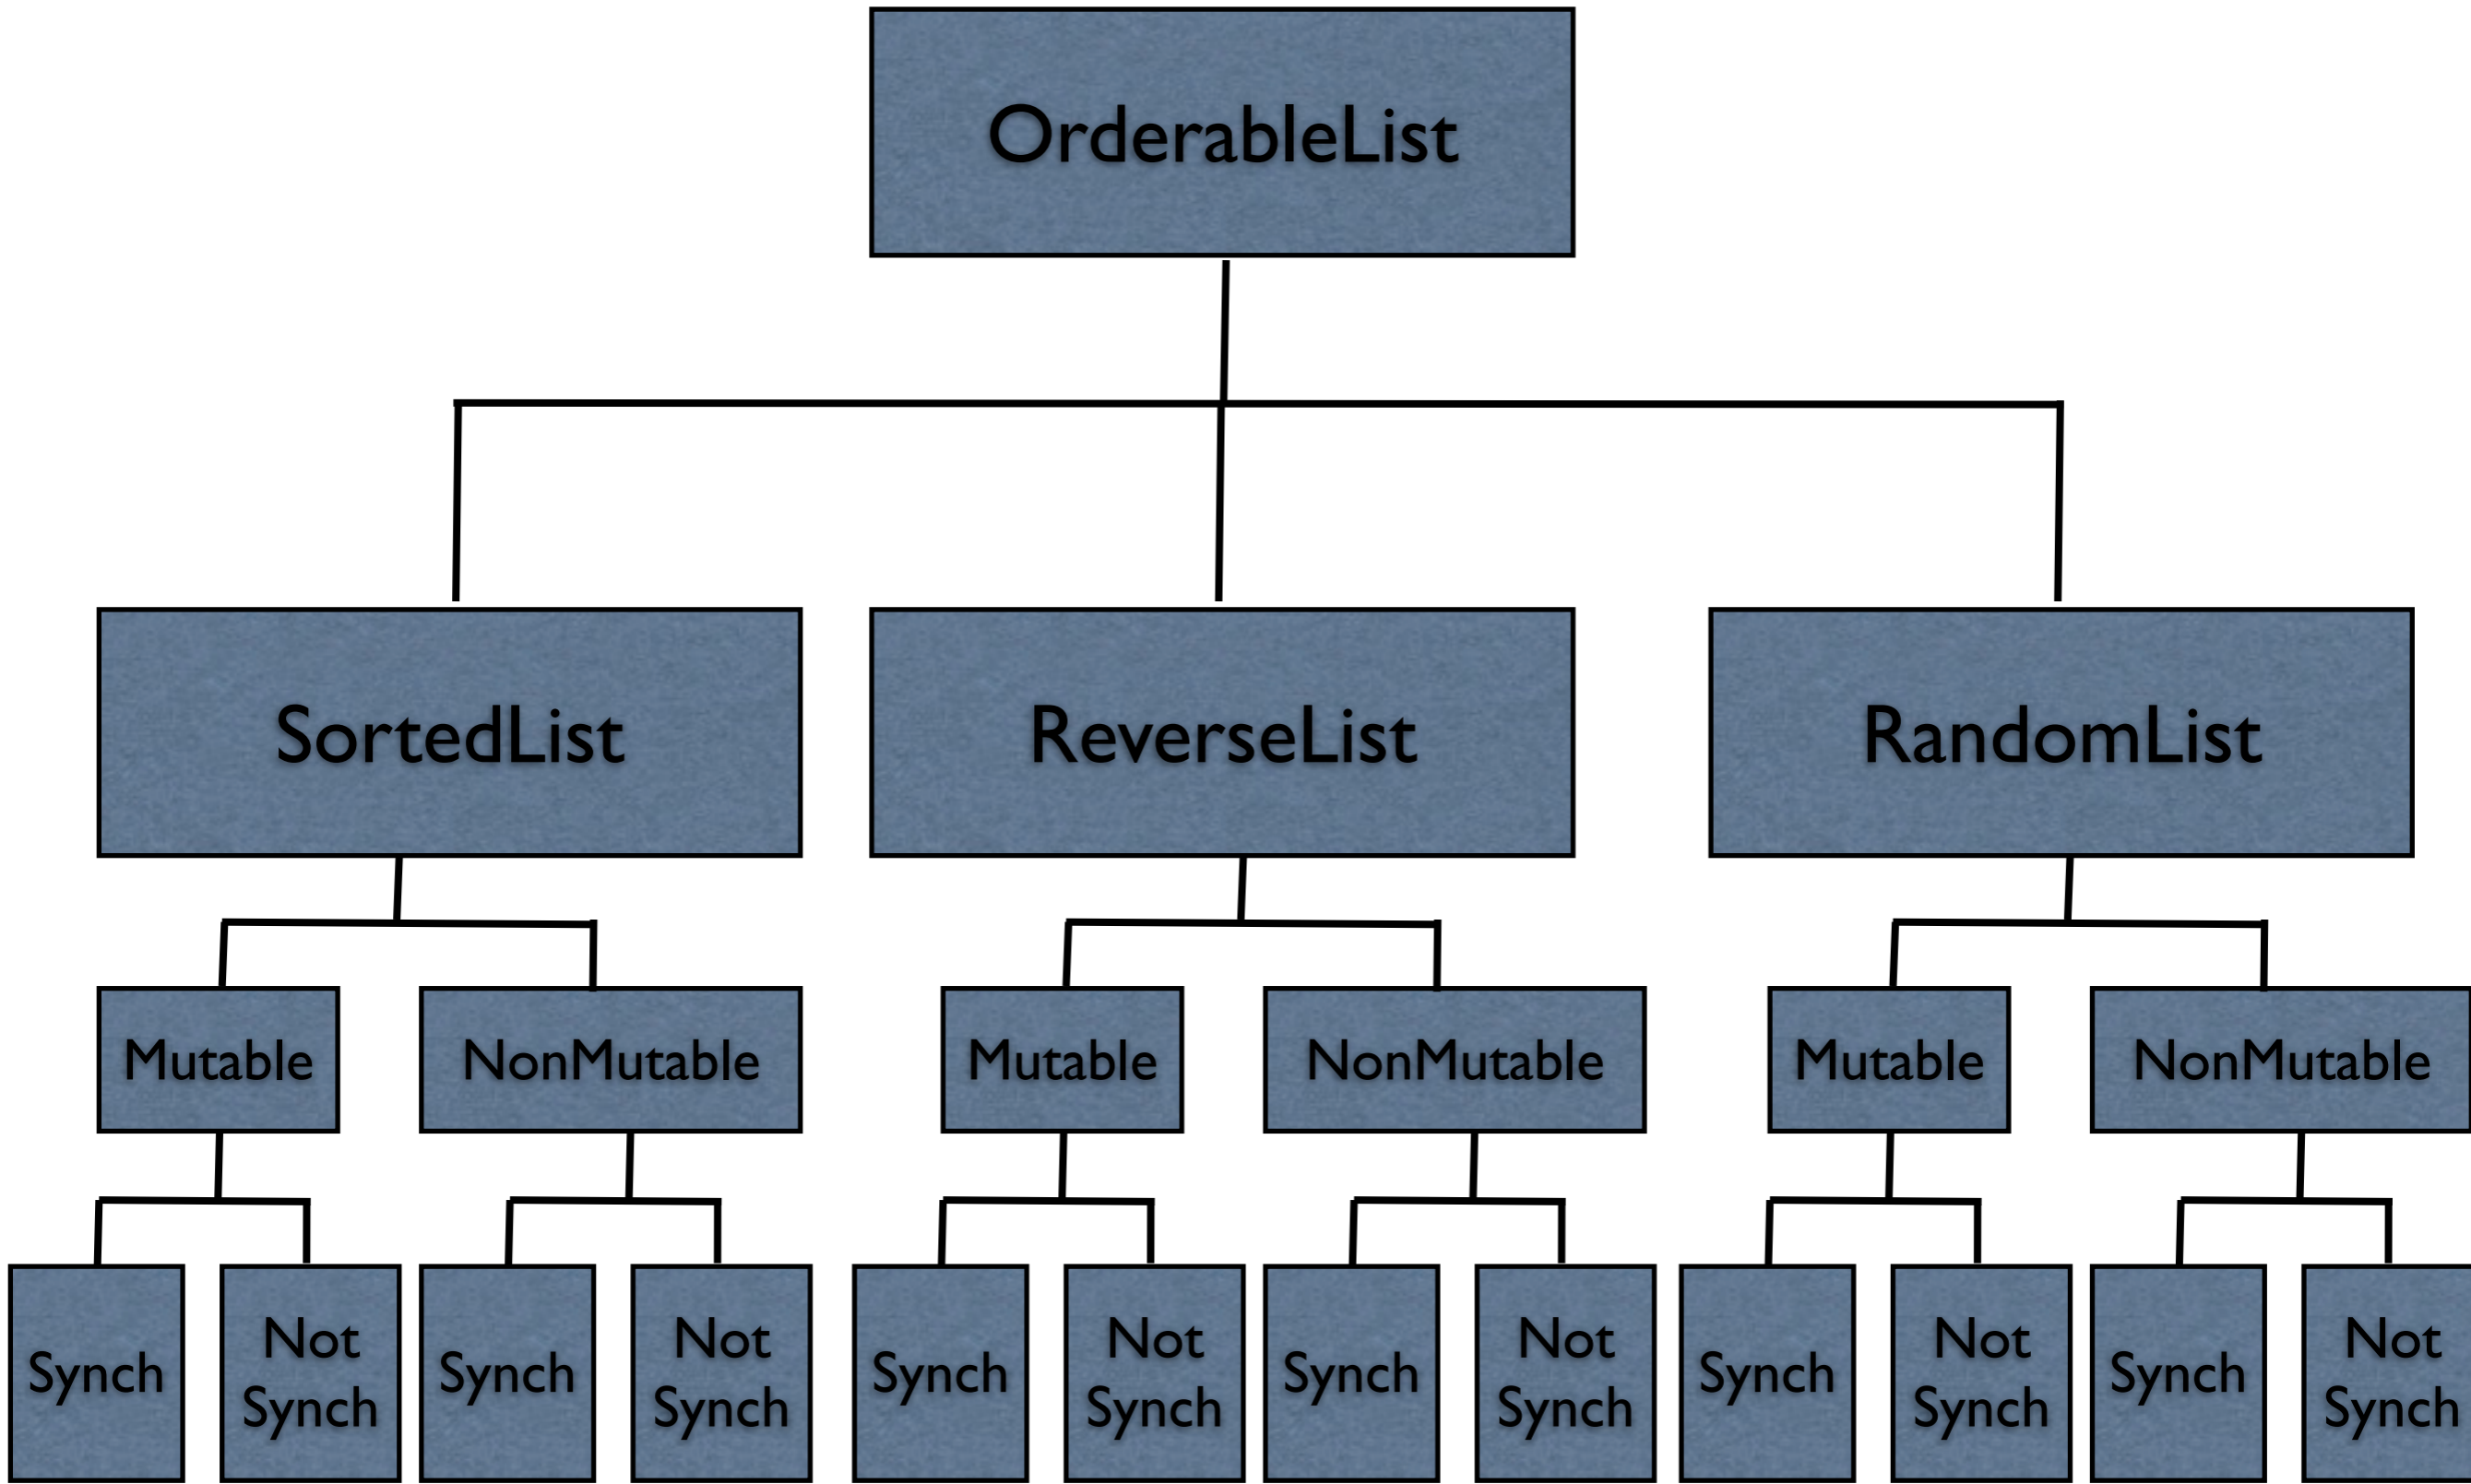 OrderableList
SortedList
ReverseList
RandomList
Mutable
NonMutable
Mutable
NonMutable
Mutable
NonMutable
Synch
Not
Synch
Synch
Not
Synch
Synch
Not
Synch
Synch
Not
Synch
Synch
Not
Synch
Synch
Not
Synch